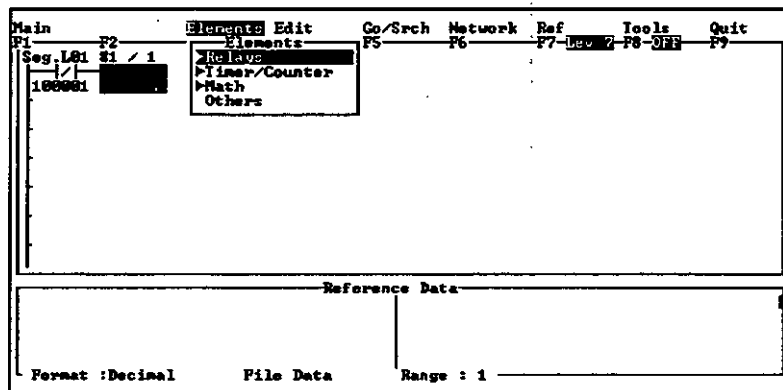 Main Elements Edit Go/Srch Network Ref Tools Quit
F1 F2 Elements F5 F6 F7-Lev ? F8-OFF F9
Seg.L01 #1 / 1
100001
Relays
Timer/Counter
Math
Others
Reference Data
Format :Decimal File Data Range : 1